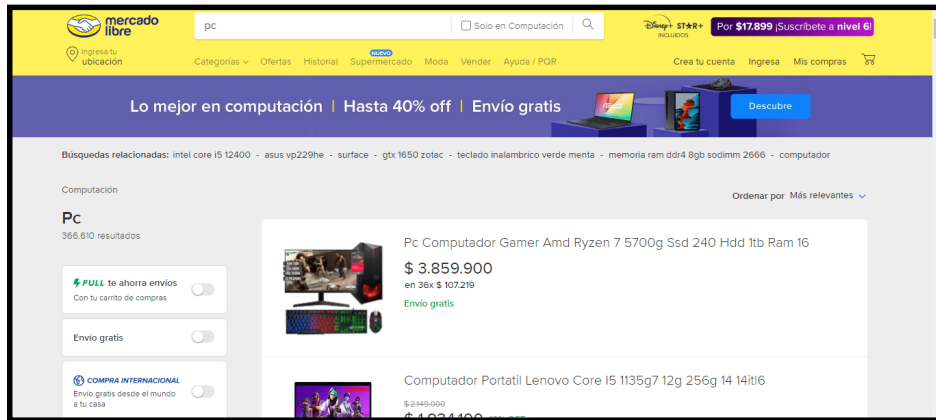 mercado
libre
pc
Solo en Computación
Disney+ ST★R+
INCLUIDOS
Por $17.899 ¡Suscríbete a nivel 6!
Ingresa tu
ubicación
Categorías
Ofertas
Historial
NUEVO
Supermercado
Moda
Vender
Ayuda / PQR
Crea tu cuenta
Ingresa
Mis compras
Lo mejor en computación | Hasta 40% off | Envío gratis
ASUS
Descubre
Búsquedas relacionadas: intel core i5 12400 - asus vp229he - surface - gtx 1650 zotac - teclado inalambrico verde menta - memoria ram ddr4 8gb sodimm 2666 - computador
Computación
Ordenar por Más relevantes
Pc
366.610 resultados
FULL te ahorra envíos
Con tu carrito de compras
Envío gratis
COMPRA INTERNACIONAL
Envío gratis desde el mundo
a tu casa
Pc Computador Gamer Amd Ryzen 7 5700g Ssd 240 Hdd 1tb Ram 16
$ 3.859.900
en 36x $ 107.219
Envío gratis
Computador Portatil Lenovo Core I5 1135g7 12g 256g 14 14itl6
$ 2.149.000